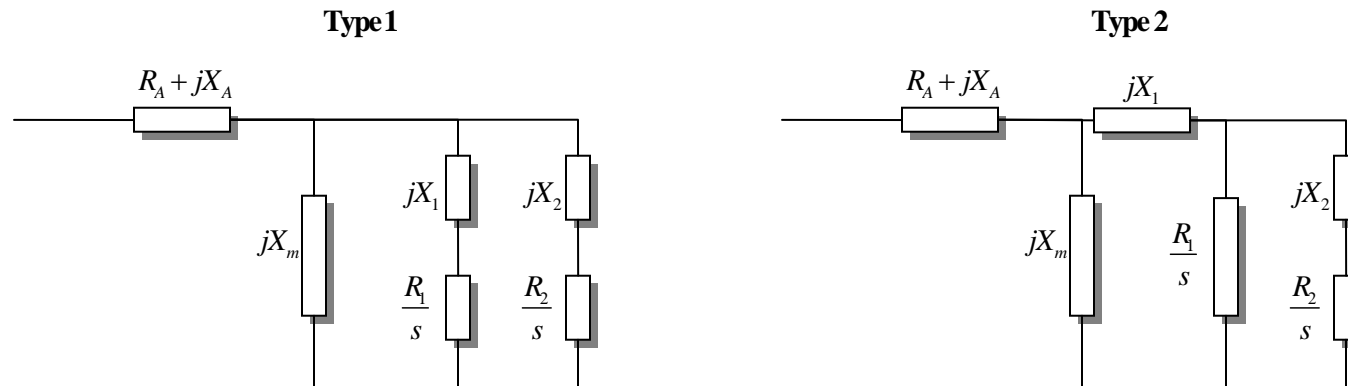 Type 1
R_A + jX_A
jX_1
jX_2
jX_m
R_1
s
R_2
s
Type 2
R_A + jX_A
jX_1
jX_2
jX_m
R_1
s
R_2
s